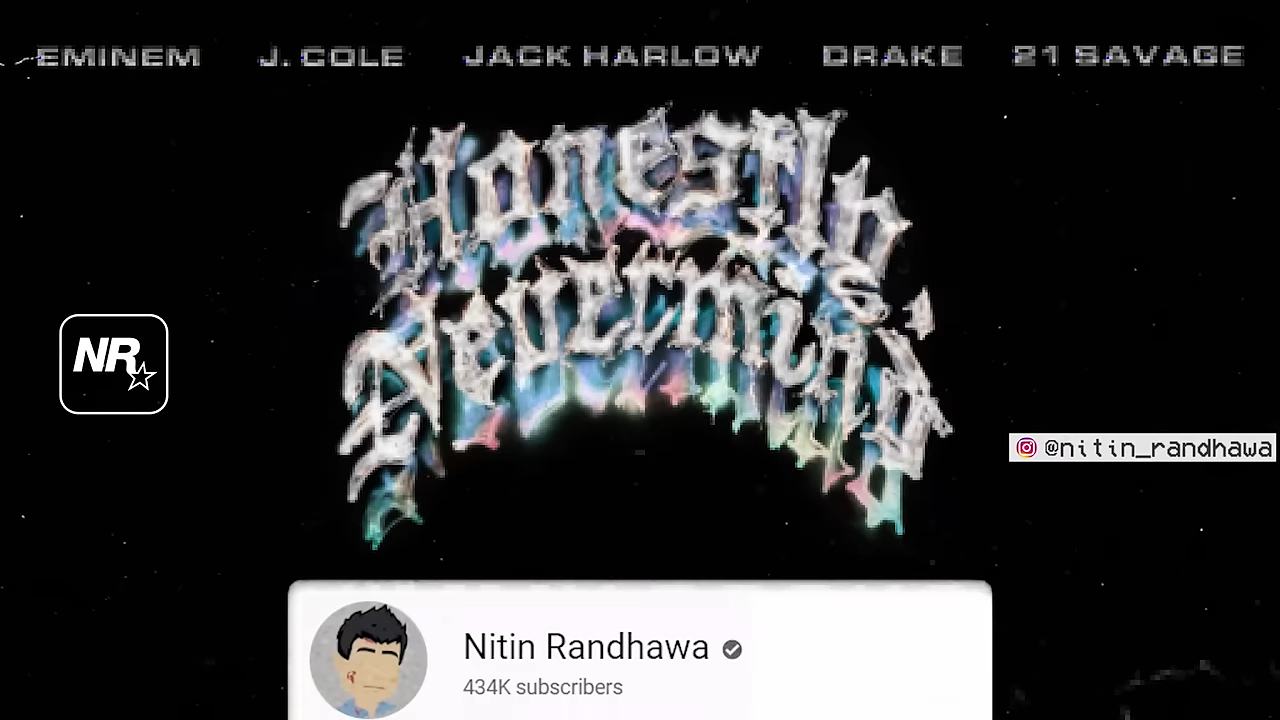 EMINEM J. COLE JACK HARLOW DRAKE 21 SAVAGE
Honestly,
Nevermind
NR
@nitin_randhawa
Nitin Randhawa
434K subscribers